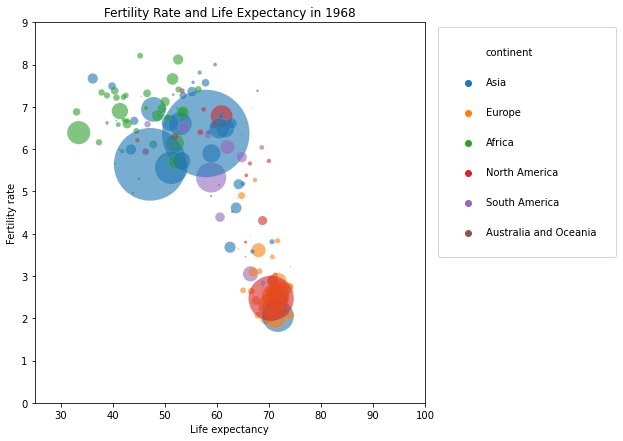 Fertility Rate and Life Expectancy in 1968
9
8
7
6
5
4
3
2
1
0
Fertility rate
30 40 50 60 70 80 90 100
Life expectancy
continent
Asia
Europe
Africa
North America
South America
Australia and Oceania